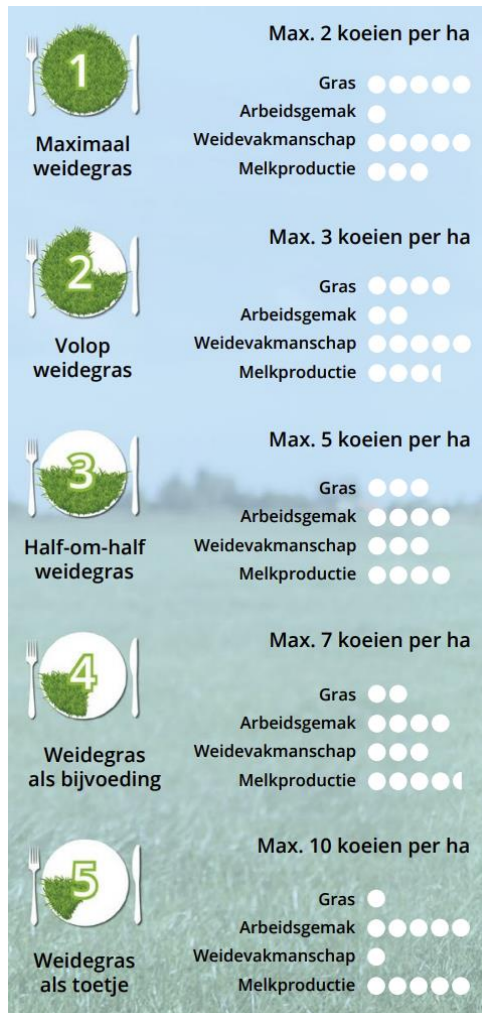 1
Maximaal
weidegras
Max. 2 koeien per ha
Gras
Arbeidsgemak
Weidevakmanschap
Melkproductie
2
Volop
weidegras
Max. 3 koeien per ha
Gras
Arbeidsgemak
Weidevakmanschap
Melkproductie
3
Half-om-half
weidegras
Max. 5 koeien per ha
Gras
Arbeidsgemak
Weidevakmanschap
Melkproductie
4
Weidegras
als bijvoeding
Max. 7 koeien per ha
Gras
Arbeidsgemak
Weidevakmanschap
Melkproductie
5
Weidegras
als toetje
Max. 10 koeien per ha
Gras
Arbeidsgemak
Weidevakmanschap
Melkproductie